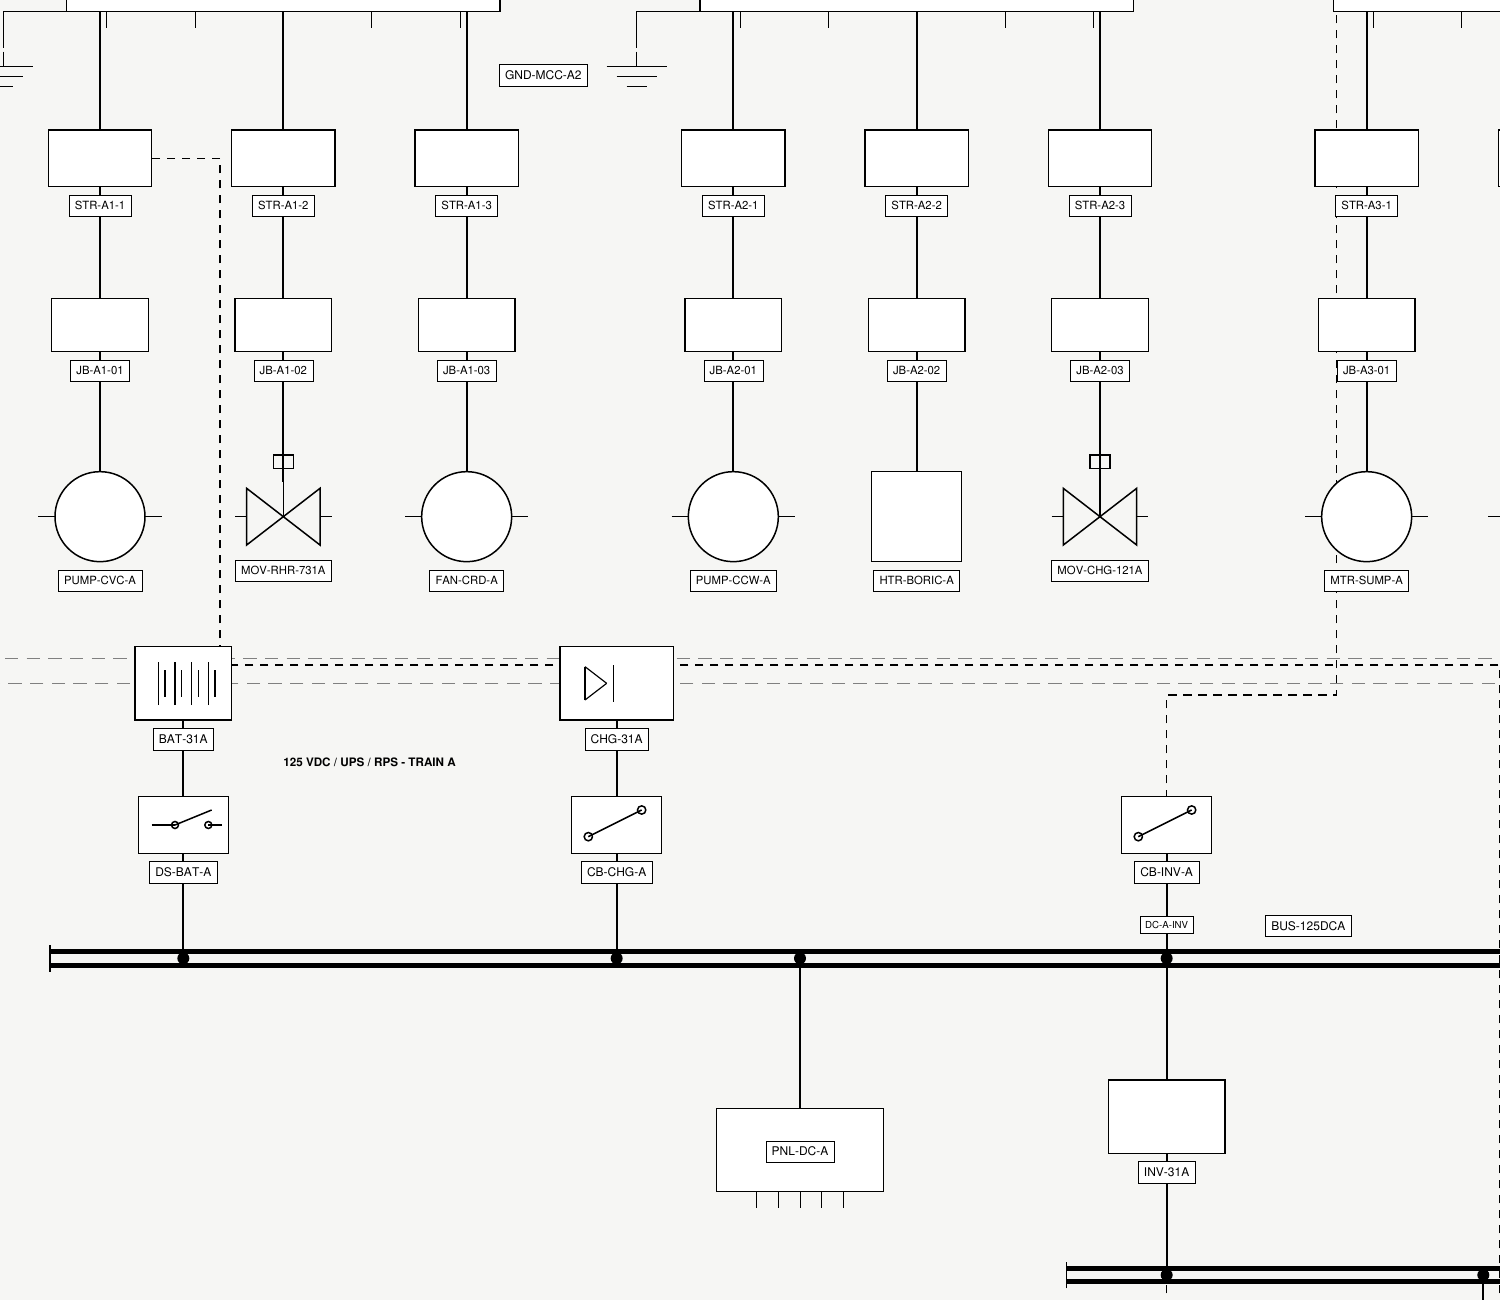 GND-MCC-A2
STR-A1-1
STR-A1-2
STR-A1-3
STR-A2-1
STR-A2-2
STR-A2-3
STR-A3-1
JB-A1-01
JB-A1-02
JB-A1-03
JB-A2-01
JB-A2-02
JB-A2-03
JB-A3-01
PUMP-CVC-A
MOV-RHR-731A
FAN-CRD-A
PUMP-CCW-A
HTR-BORIC-A
MOV-CHG-121A
MTR-SUMP-A
BAT-31A
CHG-31A
125 VDC / UPS / RPS - TRAIN A
DS-BAT-A
CB-CHG-A
CB-INV-A
DC-A-INV
BUS-125DCA
PNL-DC-A
INV-31A